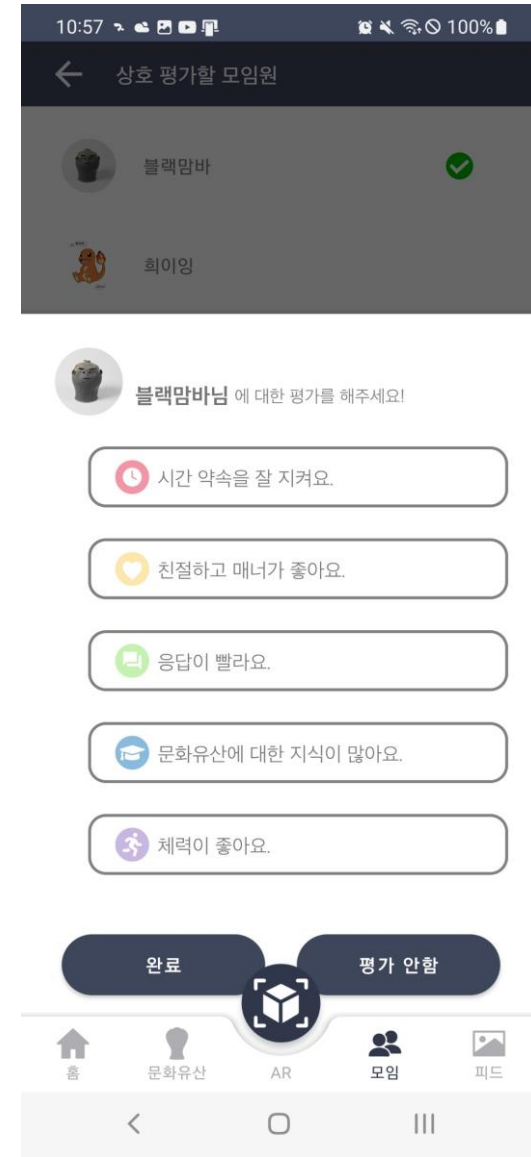 10:57
100%
상호 평가할 모임원
블랙맘바
희이잉
블랙맘바님 에 대한 평가를 해주세요!
시간 약속을 잘 지켜요.
친절하고 매너가 좋아요.
응답이 빨라요.
문화유산에 대한 지식이 많아요.
체력이 좋아요.
완료
평가 안함
홈
문화유산
AR
모임
피드